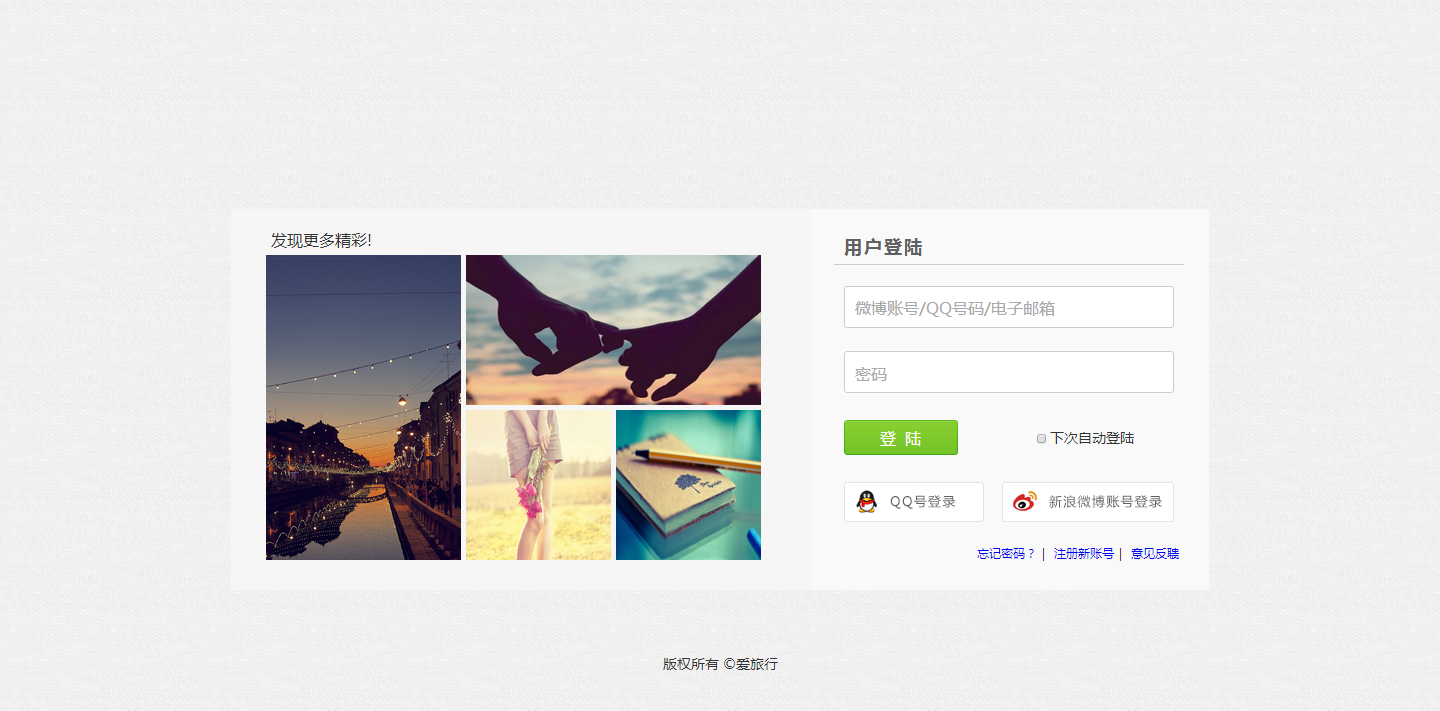 发现更多精彩!
用户登陆
微博账号/QQ号码/电子邮箱
密码
登 陆
下次自动登陆
QQ号登录
新浪微博账号登录
忘记密码？ | 注册新账号 | 意见反聩
版权所有 ©爱旅行